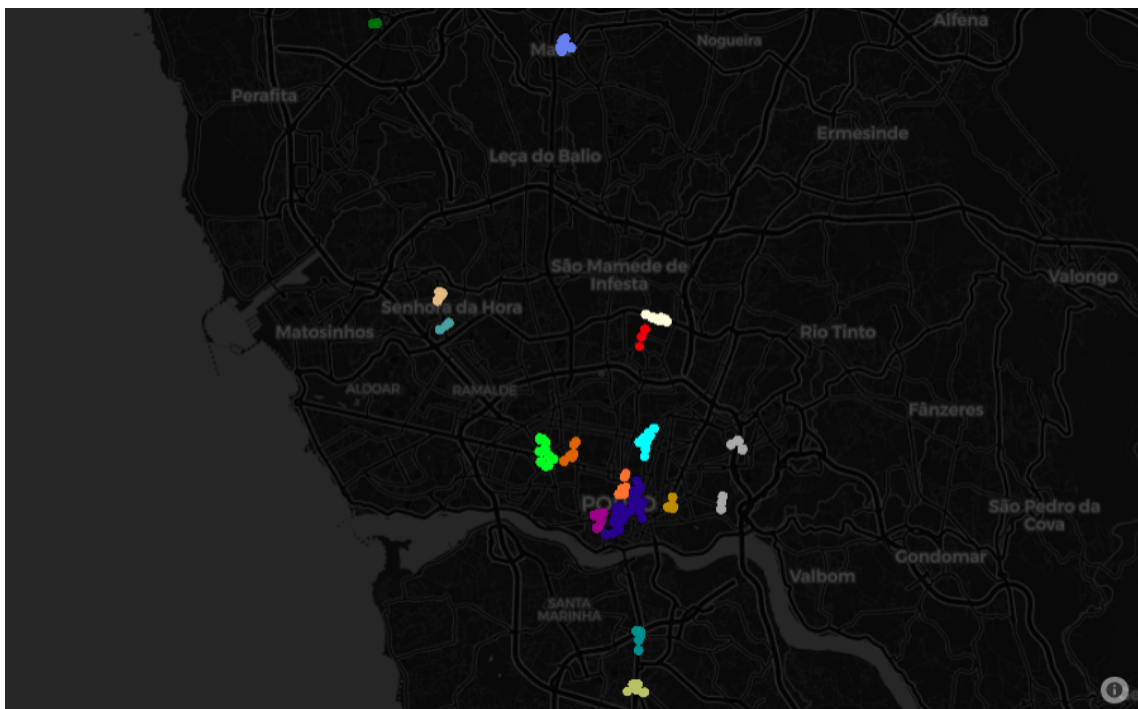 Alfena
Nogueira
Ma
Perafita
Ermesinde
Leça do Balio
São Mamede de
Infesta
Valongo
Senhora da Hora
Matosinhos
Rio Tinto
ALDOAR
RAMALDE
Fânzeres
São Pedro da
Cova
Gondomar
Valbom
SANTA
MARINHA